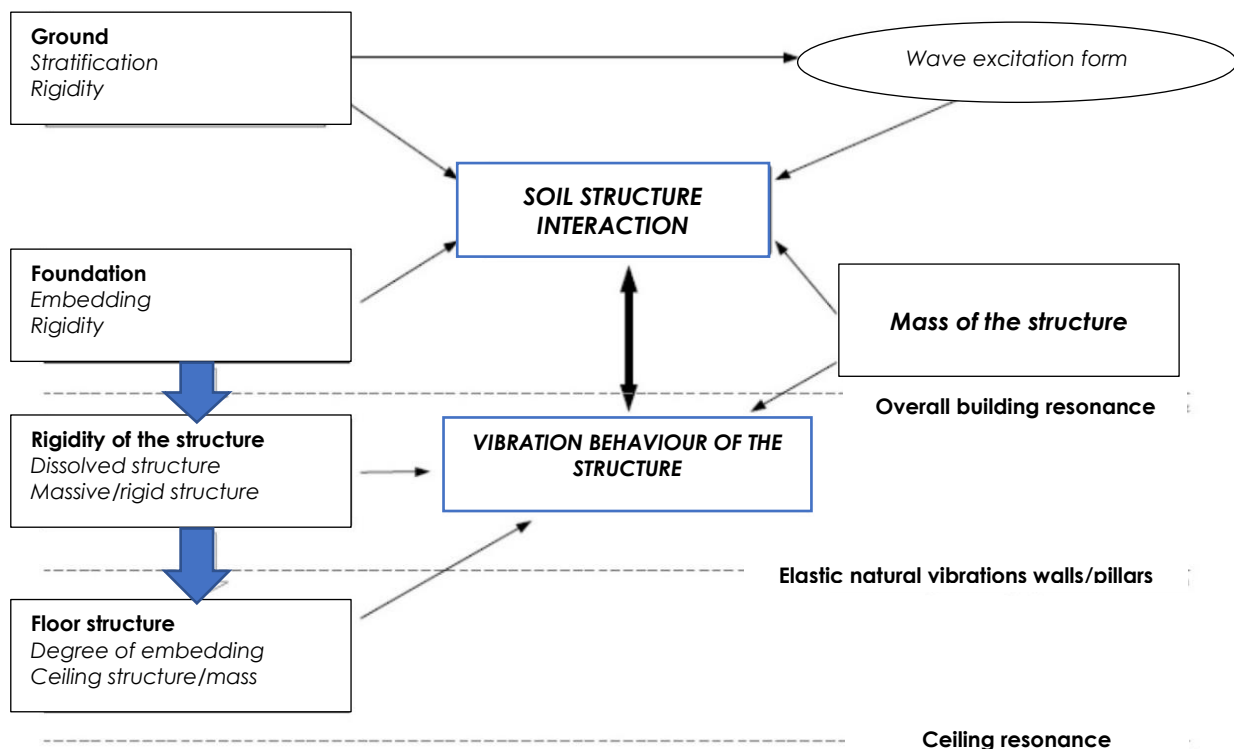 Ground
Stratification
Rigidity
Wave excitation form
SOIL STRUCTURE
INTERACTION
Foundation
Embedding
Rigidity
Mass of the structure
Overall building resonance
Rigidity of the structure
Dissolved structure
Massive/rigid structure
VIBRATION BEHAVIOUR OF THE
STRUCTURE
Elastic natural vibrations walls/pillars
Floor structure
Degree of embedding
Ceiling structure/mass
Ceiling resonance